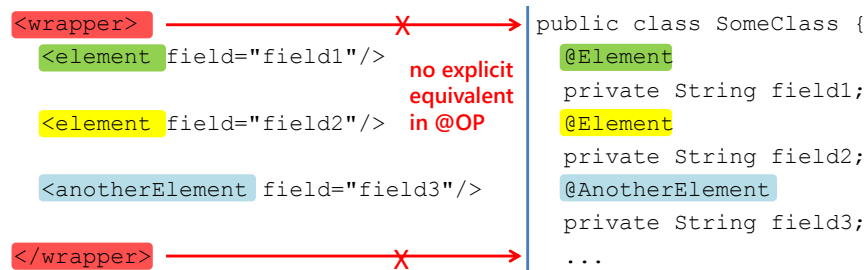 <wrapper>
<element field="field1"/>
<element field="field2"/>
<anotherElement field="field3"/>
</wrapper>
X
no explicit
equivalent
in @OP
X
public class SomeClass {
@Element
private String field1;
@Element
private String field2;
@AnotherElement
private String field3;
...